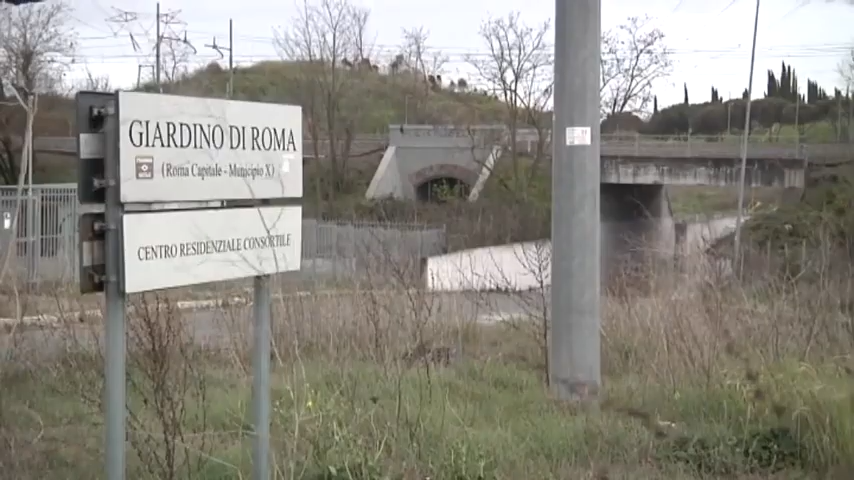 GIARDINO DI ROMA
(Roma Capitale - Municipio X)
CENTRO RESIDENZIALE CONSORTILE